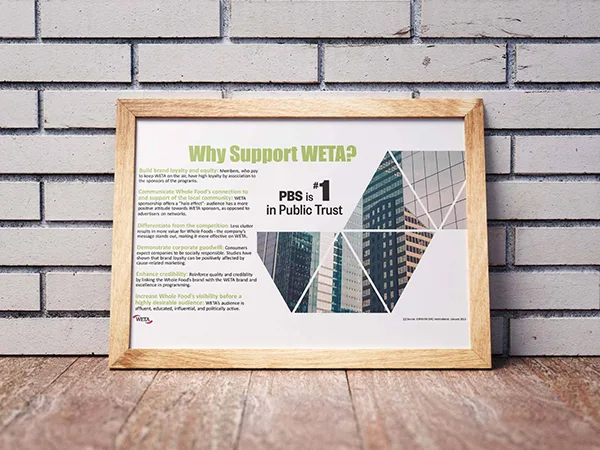 Why Support WETA?
Build brand loyalty and equity: Members, who pay
to keep WETA on the air, have high loyalty by association to
the sponsors of the programs.
Communicate Whole Food's connection to
and support of the local community: WETA
sponsorship offers a "halo effect": audience has a more
positive attitude towards WETA sponsors, as opposed to
advertisers on networks.
Differentiate from the competition: Less clutter
results in more value for Whole Foods - the company's
message stands out, making it more effective on WETA.
Demonstrate corporate goodwill: Consumers
expect companies to be socially responsible. Studies have
shown that brand loyalty can be positively affected by
cause-related marketing.
Enhance credibility: Reinforce quality and credibility
by linking the Whole Foods brand with the WETA Brand and
excellence in programming.
Increase Whole Food's visibility before a
highly desirable audience: WETA's audience is
affluent, educated, influential, and politically active.
PBS is #1
in Public Trust
WETA